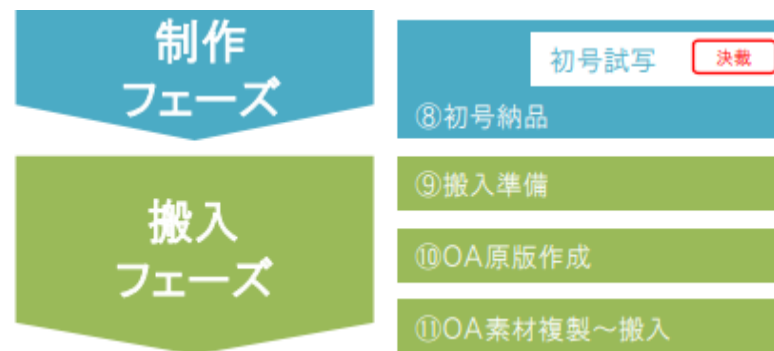 制作
フェーズ
初号試写
決裁
⑧初号納品
搬入
フェーズ
⑨搬入準備
⑩OA原版作成
⑪OA素材複製～搬入